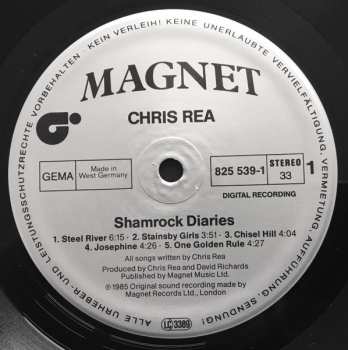 ALLE URHEBER- UND LEISTUNGSSCHUTZRECHTE VORBEHALTEN KEIN VERLEIH! KEINE UNERLAUBTE VERVIELFÄLTIGUNG, VERMIETUNG, AUFFÜHRUNG, SENDUNG!
MAGNET
CHRIS REA
GEMA
Made in
West Germany
825 539-1
STEREO
33
1
DIGITAL RECORDING
Shamrock Diaries
1. Steel River 6:15 - 2. Stainsby Girls 3:51 - 3. Chisel Hill 4:04
4. Josephine 4:26 - 5. One Golden Rule 4:27
All songs written by Chris Rea
Produced by Chris Rea and David Richards
Published by Magnet Music Ltd.
℗ 1985 Original sound recording made by
Magnet Records Ltd., London
LC 3389